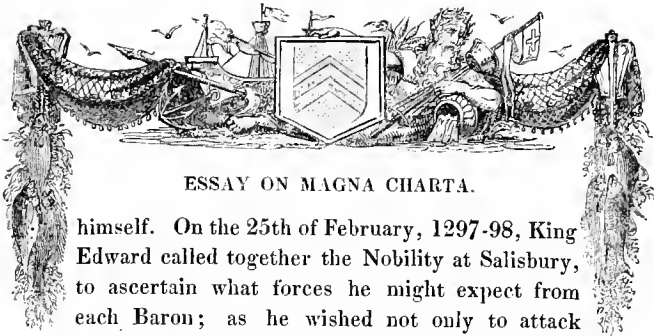 ESSAY ON MAGNA CHARTA.
himself. On the 25th of February, 1297-98, King
Edward called together the Nobility at Salisbury,
to ascertain what forces he might expect from
each Baron; as he wished not only to attack